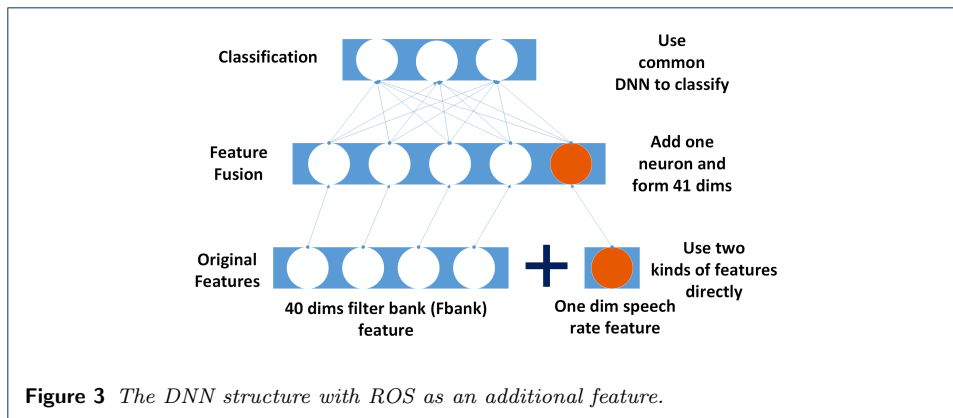 Classification
Use
common
DNN to classify
Feature
Fusion
Add one
neuron and
form 41 dims
Original
Features
Use two
kinds of features
directly
40 dims filter bank (Fbank)
feature
One dim speech
rate feature
Figure 3 The DNN structure with ROS as an additional feature.